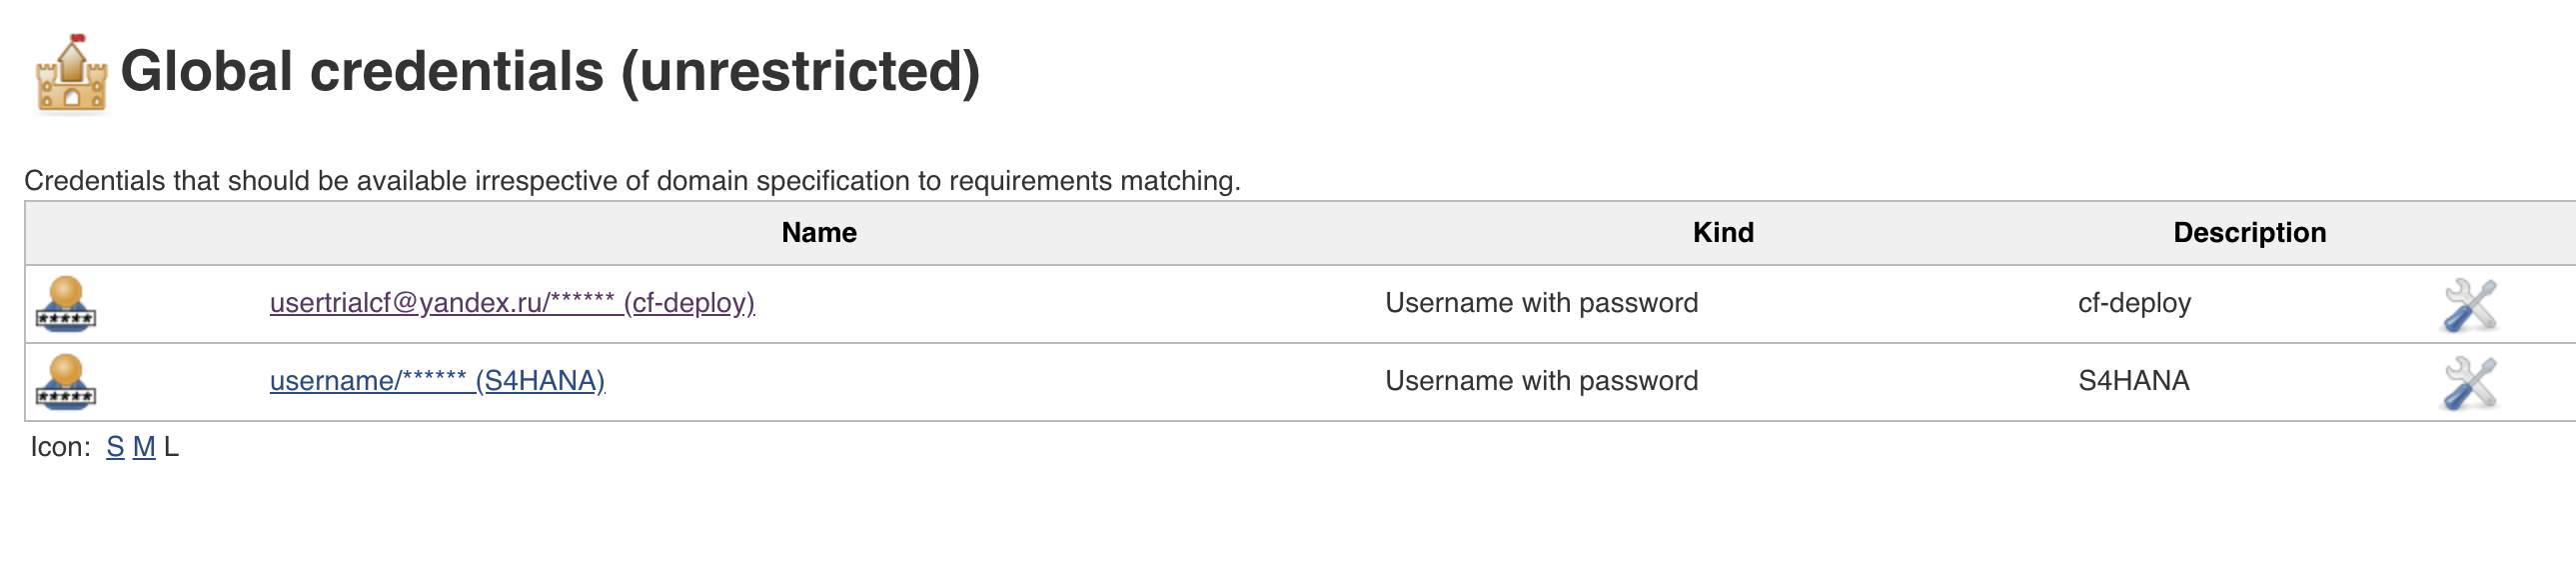 Global credentials (unrestricted)
Credentials that should be available irrespective of domain specification to requirements matching.
Name Kind Description
usertrialcf@yandex.ru/****** (cf-deploy) Username with password cf-deploy
username/****** (S4HANA) Username with password S4HANA
Icon: S M L